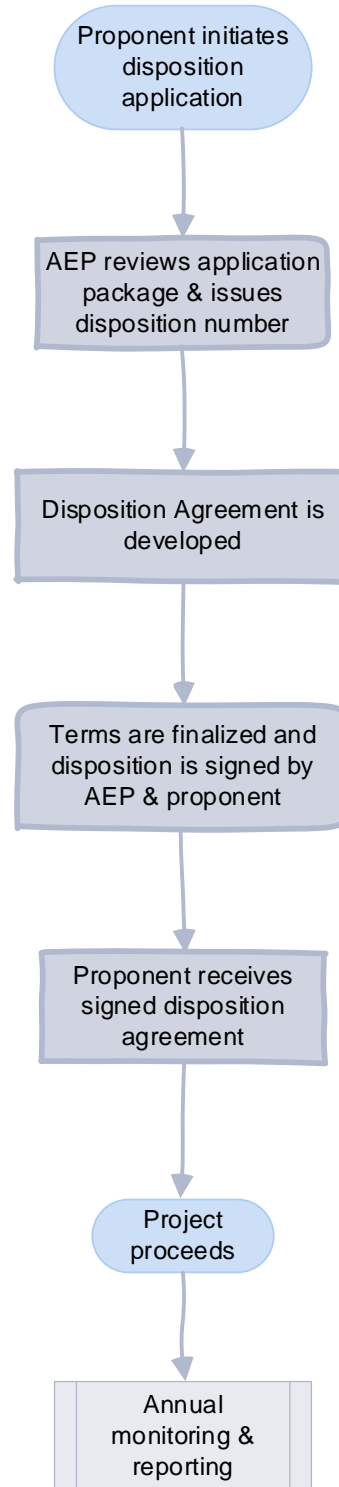 Proponent initiates
disposition
application
AEP reviews application
package & issues
disposition number
Disposition Agreement is
developed
Terms are finalized and
disposition is signed by
AEP & proponent
Proponent receives
signed disposition
agreement
Project
proceeds
Annual
monitoring &
reporting